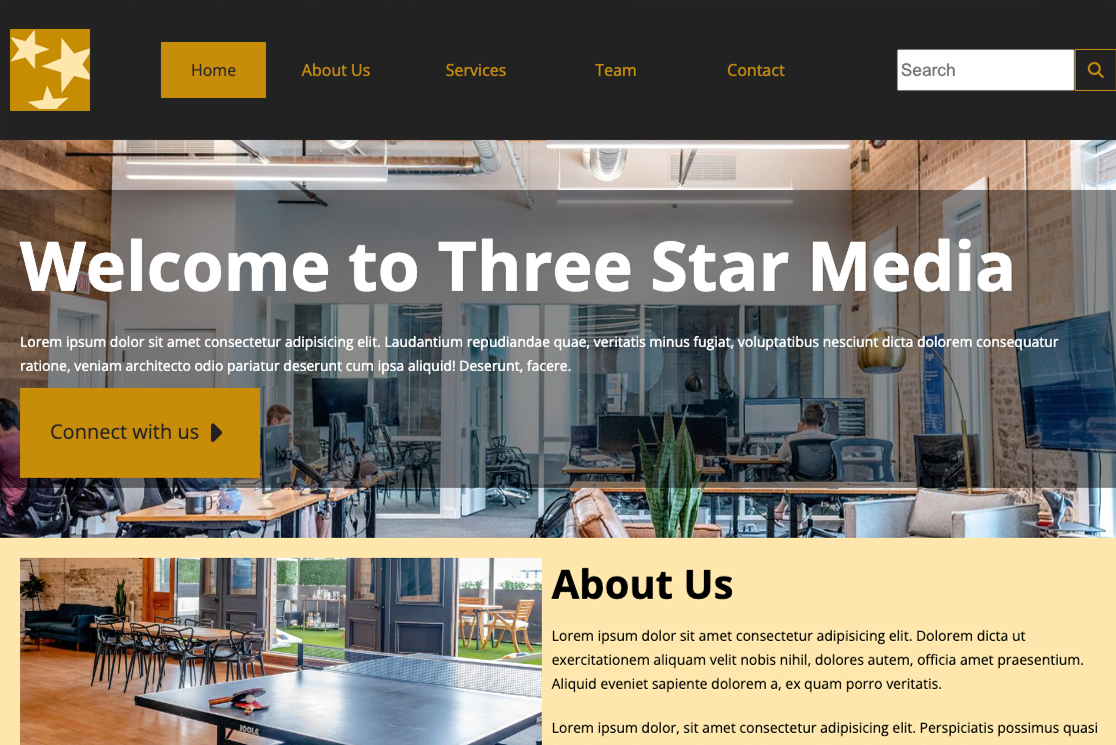 Home
About Us
Services
Team
Contact
Search
Welcome to Three Star Media
Lorem ipsum dolor sit amet consectetur adipisicing elit. Laudantium repudiandae quae, veritatis minus fugiat, voluptatibus nesciunt dicta dolorem consequatur
ratione, veniam architecto odio pariatur deserunt cum ipsa aliquid! Deserunt, facere.
Connect with us
About Us
Lorem ipsum dolor sit amet consectetur adipisicing elit. Dolorem dicta ut
exercitationem aliquam velit nobis nihil, dolores autem, officia amet praesentium.
Aliquid eveniet sapiente dolorem a, ex quam porro veritatis.
Lorem ipsum dolor, sit amet consectetur adipisicing elit. Perspiciatis possimus quasi
JOOLA